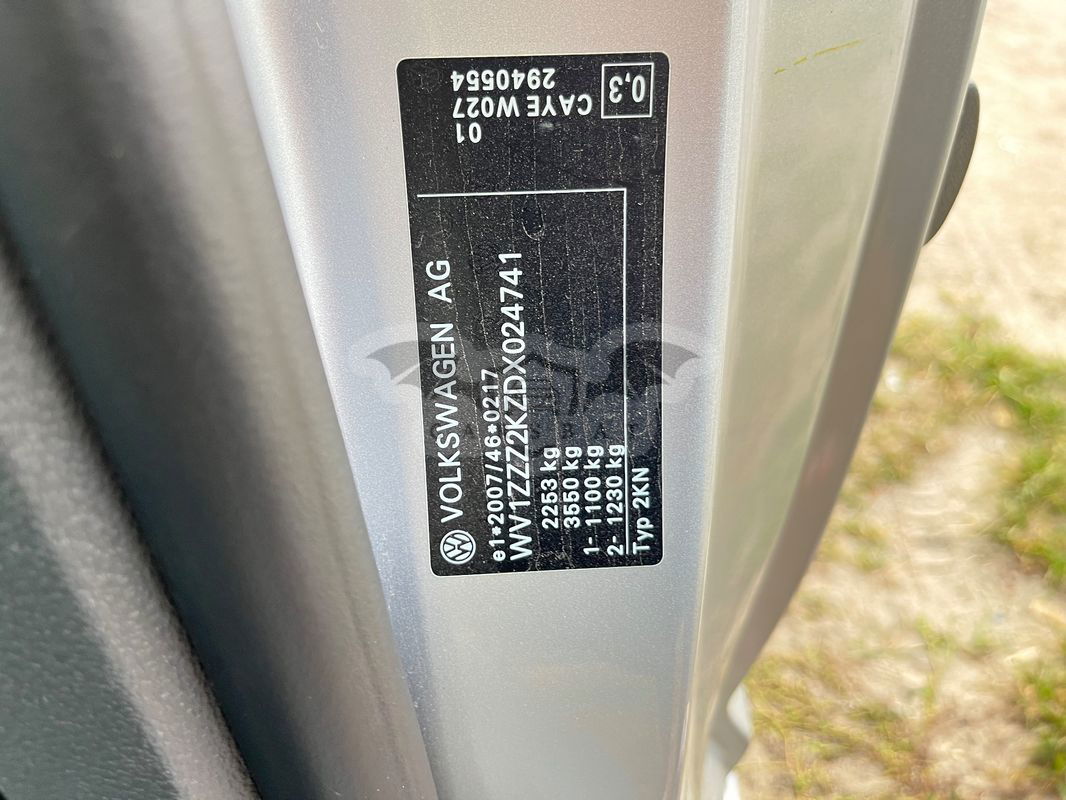 VOLKSWAGEN AG
e1*2007/46*0217
WV1ZZZ2KZDX024741
2253 kg
3550 kg
1- 1100 kg
2- 1230 kg
Typ 2KN
01
CAYE W027
2940554
0,3